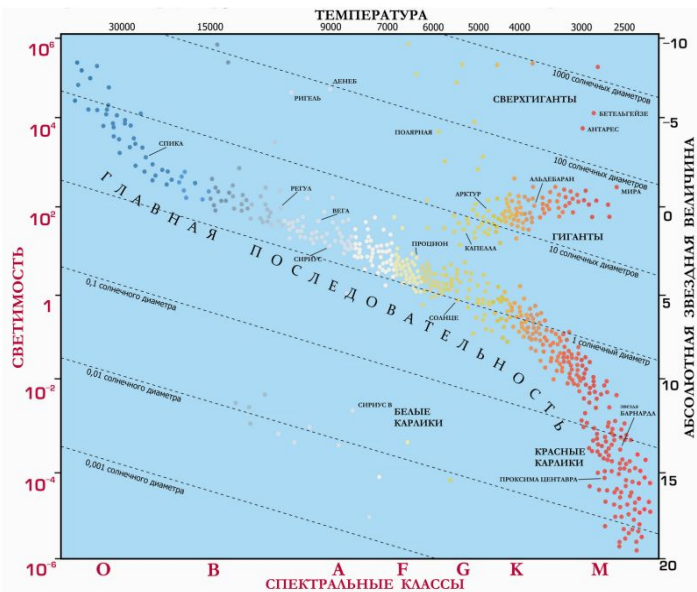 ТЕМПЕРАТУРА
30000 15000 9000 7000 6000 5000 4000 3000 2500
10⁶
10⁴
10²
1
10⁻²
10⁻⁴
10⁻⁶
СВЕТИМОСТЬ
-10
-5
0
5
10
15
20
АБСОЛЮТНАЯ ЗВЕЗДНАЯ ВЕЛИЧИНА
1000 солнечных диаметров
ДЕНЕБ
РИГЕЛЬ
СВЕРХГИГАНТЫ
БЕТЕЛЬГЕЙЗЕ
АНТАРЕС
ПОЛЯРНАЯ
100 солнечных диаметров
СПИКА
РЕГУЛ
АЛЬДЕБАРАН
АРКТУР
МИРА
ВЕГА
ГИГАНТЫ
КАПЕЛЛА
ПРОЦИОН
СИРИУС
10 солнечных диаметров
ГЛАВНАЯ ПОСЛЕДОВАТЕЛЬНОСТЬ
0,1 солнечного диаметра
СОЛНЦЕ
1 солнечный диаметр
0,01 солнечного диаметра
СИРИУС B
БЕЛЫЕ
КАРЛИКИ
ЗВЕЗДА
БАРНАРДА
КРАСНЫЕ
КАРЛИКИ
0,001 солнечного диаметра
ПРОКСИМА ЦЕНТАВРА
O B A F G K M
СПЕКТРАЛЬНЫЕ КЛАССЫ